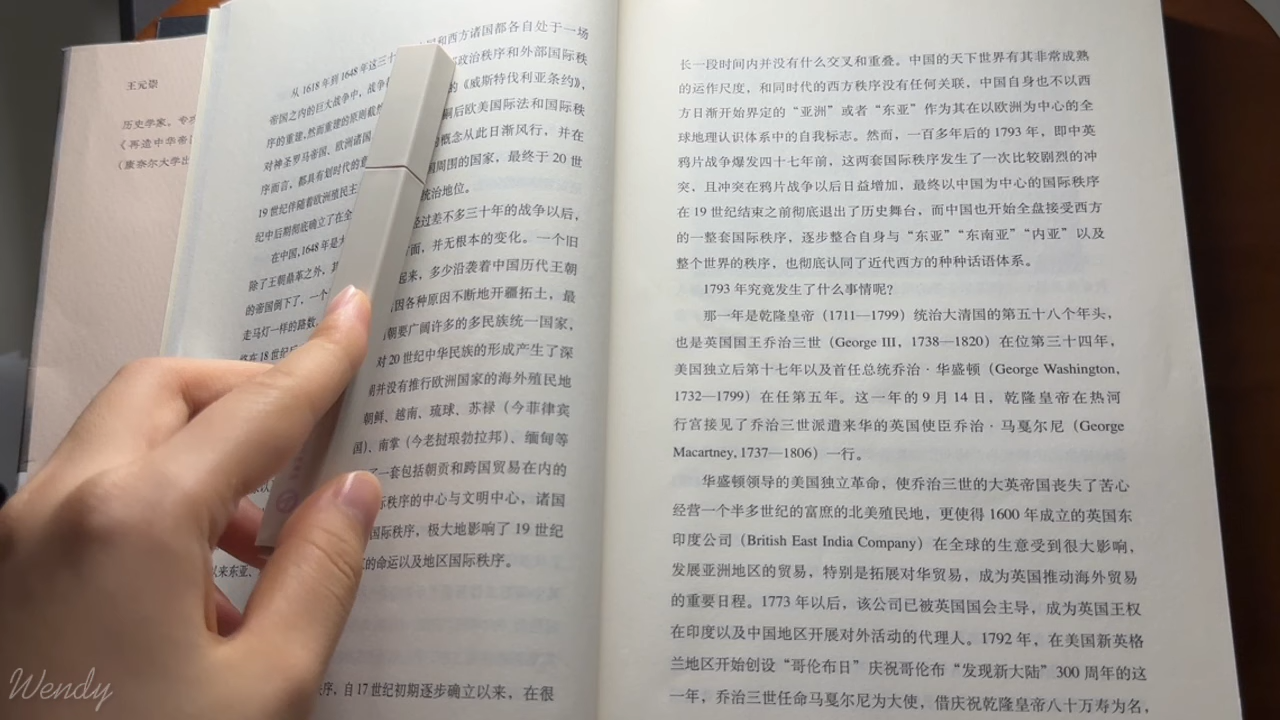 王元崇
历史学家。专攻
《再造中华帝国
（康奈尔大学出
从 1618 年到 1648 年这三十 国和西方诸国都各自处于一场
帝国之内的巨大战争中，战争 政治秩序和外部国际秩
序的重建，然而重建的原则截然 的《威斯特伐利亚条约》，
对神圣罗马帝国、欧洲诸国 嗣后欧美国际法和国际秩
序而言，都具有划时代的意 概念从此日渐风行，并在
19 世纪伴随着欧洲殖民主 国周围的国家，最终于 20 世
纪中后期彻底确立了在全 统治地位。
在中国，1648 年是大 经过差不多三十年的战争以后，
除了王朝鼎革之外，其 面，并无根本的变化。一个旧
的帝国倒下了，一个 起来，多少沿袭着中国历代王朝
走马灯一样的路数。 因各种原因不断地开疆拓土，最
终在 18 世纪 朝要广阔许多的多民族统一国家，
对 20 世纪中华民族的形成产生了深
并没有推行欧洲国家的海外殖民地
朝鲜、越南、琉球、苏禄（今菲律宾
国）、南掌（今老挝琅勃拉邦）、缅甸等
了一套包括朝贡和跨国贸易在内的
际秩序的中心与文明中心，诸国
国际秩序，极大地影响了 19 世纪
以来东亚、 的命运以及地区国际秩序。
序，自 17 世纪初期逐步确立以来，在很
长一段时间内并没有什么交叉和重叠。中国的天下世界有其非常成熟
的运作尺度，和同时代的西方秩序没有任何关联，中国自身也不以西
方日渐开始界定的“亚洲”或者“东亚”作为其在以欧洲为中心的全
球地理认识体系中的自我标志。然而，一百多年后的 1793 年，即中英
鸦片战争爆发四十七年前，这两套国际秩序发生了一次比较剧烈的冲
突，且冲突在鸦片战争以后日益增加，最终以中国为中心的国际秩序
在 19 世纪结束之前彻底退出了历史舞台，而中国也开始全盘接受西方
的一整套国际秩序，逐步整合自身与“东亚”“东南亚”“内亚”以及
整个世界的秩序，也彻底认同了近代西方的种种话语体系。
1793 年究竟发生了什么事情呢？
那一年是乾隆皇帝（1711—1799）统治大清国的第五十八个年头，
也是英国国王乔治三世（George III，1738—1820）在位第三十四年，
美国独立后第十七年以及首任总统乔治·华盛顿（George Washington,
1732—1799）在任第五年。这一年的 9 月 14 日，乾隆皇帝在热河
行宫接见了乔治三世派遣来华的英国使臣乔治·马戛尔尼（George
Macartney, 1737—1806）一行。
华盛顿领导的美国独立革命，使乔治三世的大英帝国丧失了苦心
经营一个半多世纪的富庶的北美殖民地，更使得 1600 年成立的英国东
印度公司（British East India Company）在全球的生意受到很大影响，
发展亚洲地区的贸易，特别是拓展对华贸易，成为英国推动海外贸易
的重要日程。1773 年以后，该公司已被英国国会主导，成为英国王权
在印度以及中国地区开展对外活动的代理人。1792 年，在美国新英格
兰地区开始创设“哥伦布日”庆祝哥伦布“发现新大陆”300 周年的这
一年，乔治三世任命马戛尔尼为大使，借庆祝乾隆皇帝八十万寿为名，
Wendy